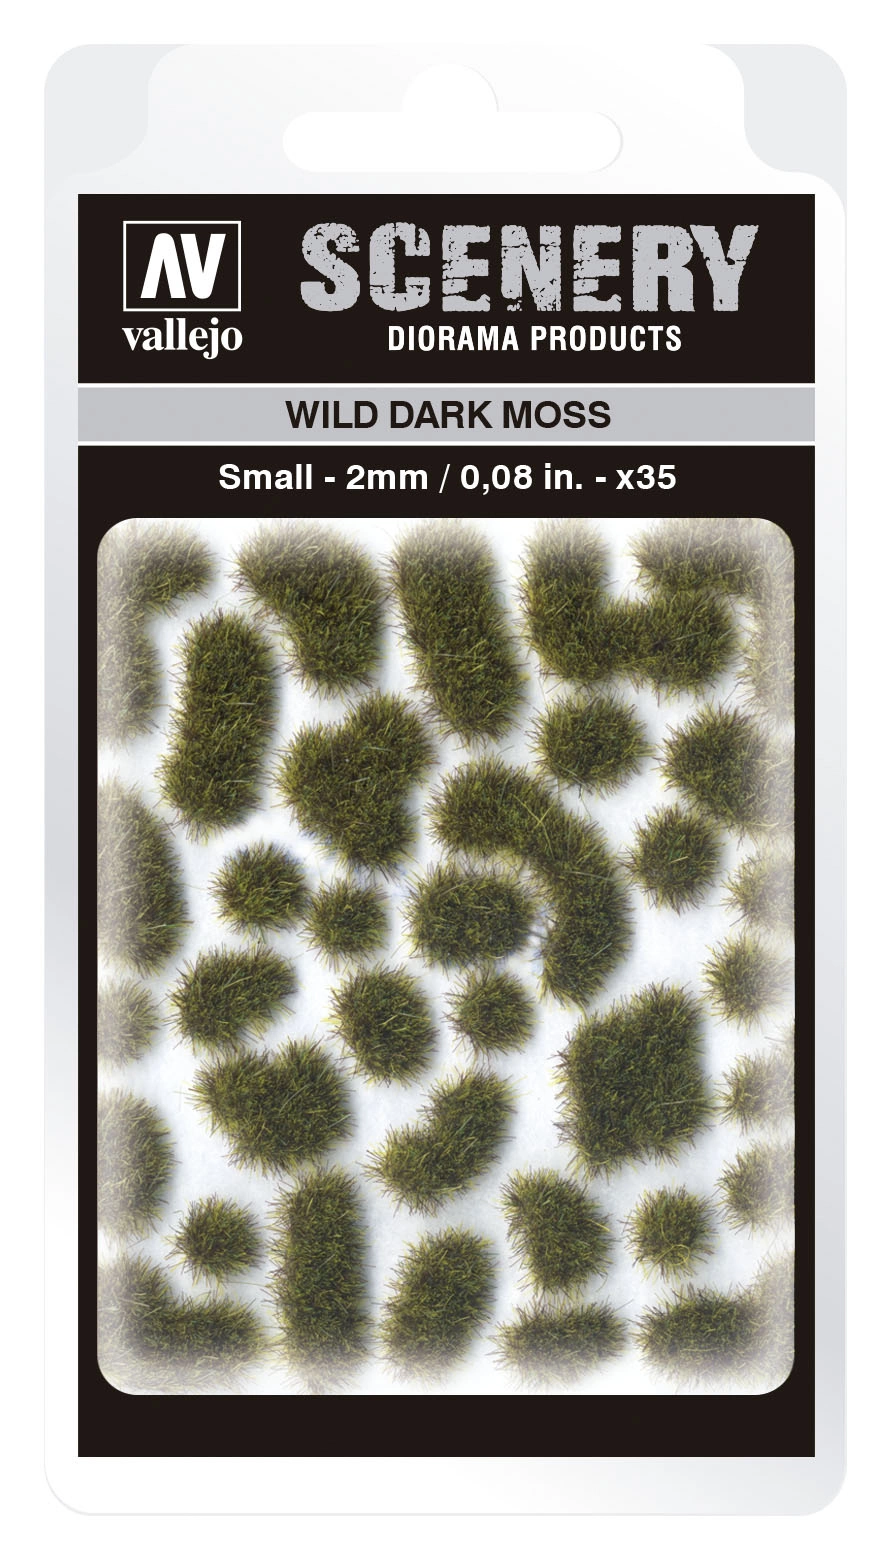 AV
vallejo
SCENERY
DIORAMA PRODUCTS
WILD DARK MOSS
Small - 2mm / 0,08 in. - x35